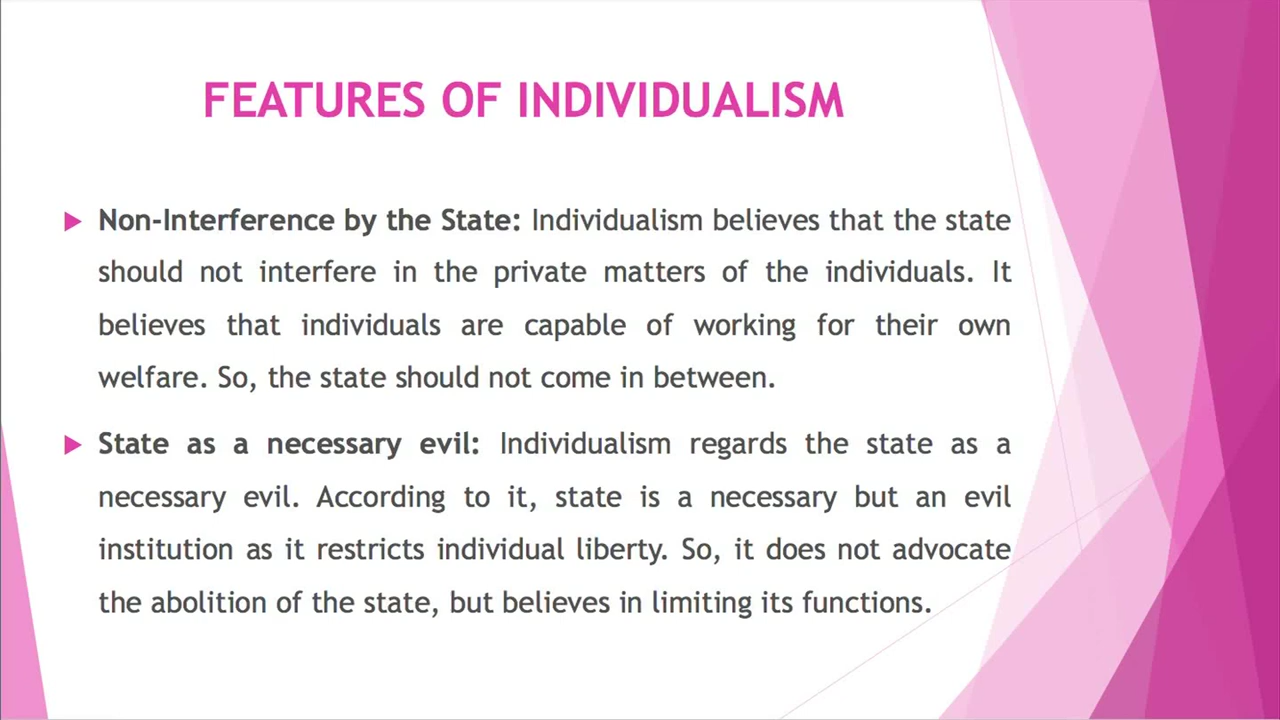 FEATURES OF INDIVIDUALISM
Non-Interference by the State: Individualism believes that the state
should not interfere in the private matters of the individuals. It
believes that individuals are capable of working for their own
welfare. So, the state should not come in between.
State as a necessary evil: Individualism regards the state as a
necessary evil. According to it, state is a necessary but an evil
institution as it restricts individual liberty. So, it does not advocate
the abolition of the state, but believes in limiting its functions.